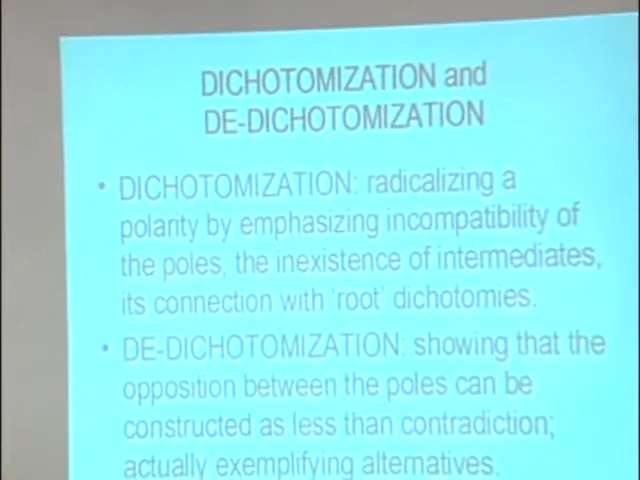 DICHOTOMIZATION and
DE-DICHOTOMIZATION
• DICHOTOMIZATION: radicalizing a
polarity by emphasizing incompatibility of
the poles, the inexistence of intermediates,
its connection with 'root' dichotomies.
• DE-DICHOTOMIZATION: showing that the
opposition between the poles can be
constructed as less than contradiction;
actually exemplifying alternatives.